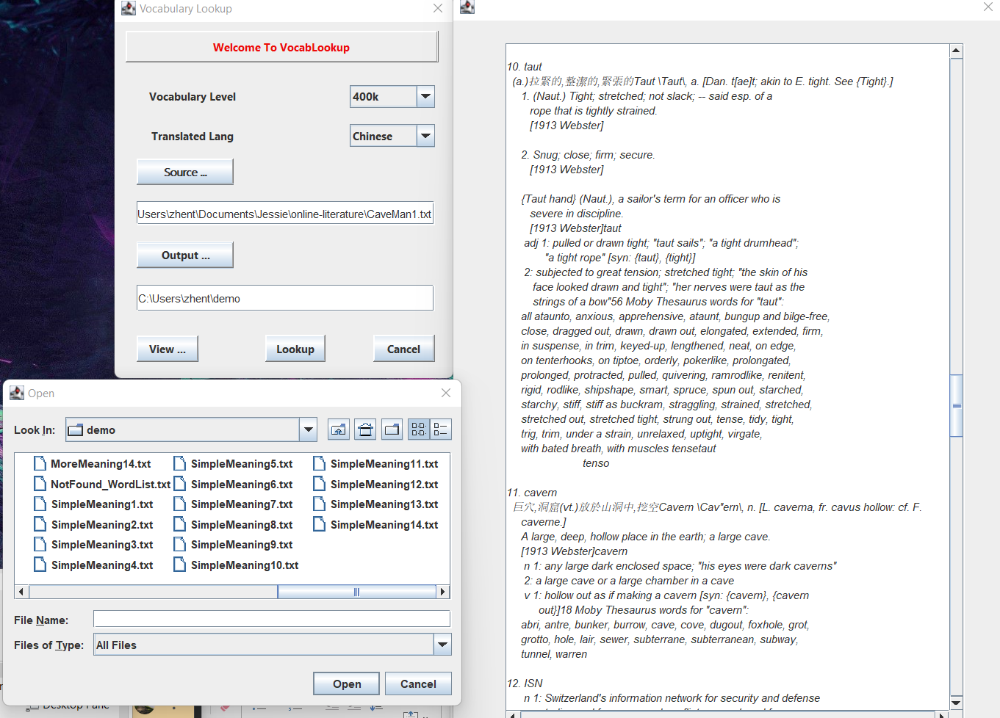 Vocabulary Lookup
Welcome To VocabLookup
Vocabulary Level
400k
Translated Lang
Chinese
Source ...
Users\zhent\Documents\Jessie\online-literature\CaveMan1.txt
Output ...
C:\Users\zhent\demo
View ...
Lookup
Cancel
Open
Look In:
demo
MoreMeaning14.txt
NotFound_WordList.txt
SimpleMeaning1.txt
SimpleMeaning2.txt
SimpleMeaning3.txt
SimpleMeaning4.txt
SimpleMeaning5.txt
SimpleMeaning6.txt
SimpleMeaning7.txt
SimpleMeaning8.txt
SimpleMeaning9.txt
SimpleMeaning10.txt
SimpleMeaning11.txt
SimpleMeaning12.txt
SimpleMeaning13.txt
SimpleMeaning14.txt
File Name:
Files of Type:
All Files
Open
Cancel
Desktop Pane
10. taut
(a.)拉緊的,整潔的,緊張的Taut \Taut\, a. [Dan. t[ae]t; akin to E. tight. See {Tight}.]
1. (Naut.) Tight; stretched; not slack; -- said esp. of a
rope that is tightly strained.
[1913 Webster]
2. Snug; close; firm; secure.
[1913 Webster]
{Taut hand} (Naut.), a sailor's term for an officer who is
severe in discipline.
[1913 Webster]taut
adj 1: pulled or drawn tight; "taut sails"; "a tight drumhead";
"a tight rope" [syn: {taut}, {tight}]
2: subjected to great tension; stretched tight; "the skin of his
face looked drawn and tight"; "her nerves were taut as the
strings of a bow"56 Moby Thesaurus words for "taut":
all ataunto, anxious, apprehensive, ataunt, bungup and bilge-free,
close, dragged out, drawn, drawn out, elongated, extended, firm,
in suspense, in trim, keyed-up, lengthened, neat, on edge,
on tenterhooks, on tiptoe, orderly, pokerlike, prolongated,
prolonged, protracted, pulled, quivering, ramrodlike, renitent,
rigid, rodlike, shipshape, smart, spruce, spun out, starched,
starchy, stiff, stiff as buckram, straggling, strained, stretched,
stretched out, stretched tight, strung out, tense, tidy, tight,
trig, trim, under a strain, unrelaxed, uptight, virgate,
with bated breath, with muscles tensetaut
tenso
11. cavern
巨穴,洞窟(vt.)放於山洞中,挖空Cavern \Cav"ern\, n. [L. caverna, fr. cavus hollow: cf. F.
caverne.]
A large, deep, hollow place in the earth; a large cave.
[1913 Webster]cavern
n 1: any large dark enclosed space; "his eyes were dark caverns"
2: a large cave or a large chamber in a cave
v 1: hollow out as if making a cavern [syn: {cavern}, {cavern
out}]18 Moby Thesaurus words for "cavern":
abri, antre, bunker, burrow, cave, cove, dugout, foxhole, grot,
grotto, hole, lair, sewer, subterrane, subterranean, subway,
tunnel, warren
12. ISN
n 1: Switzerland's information network for security and defense